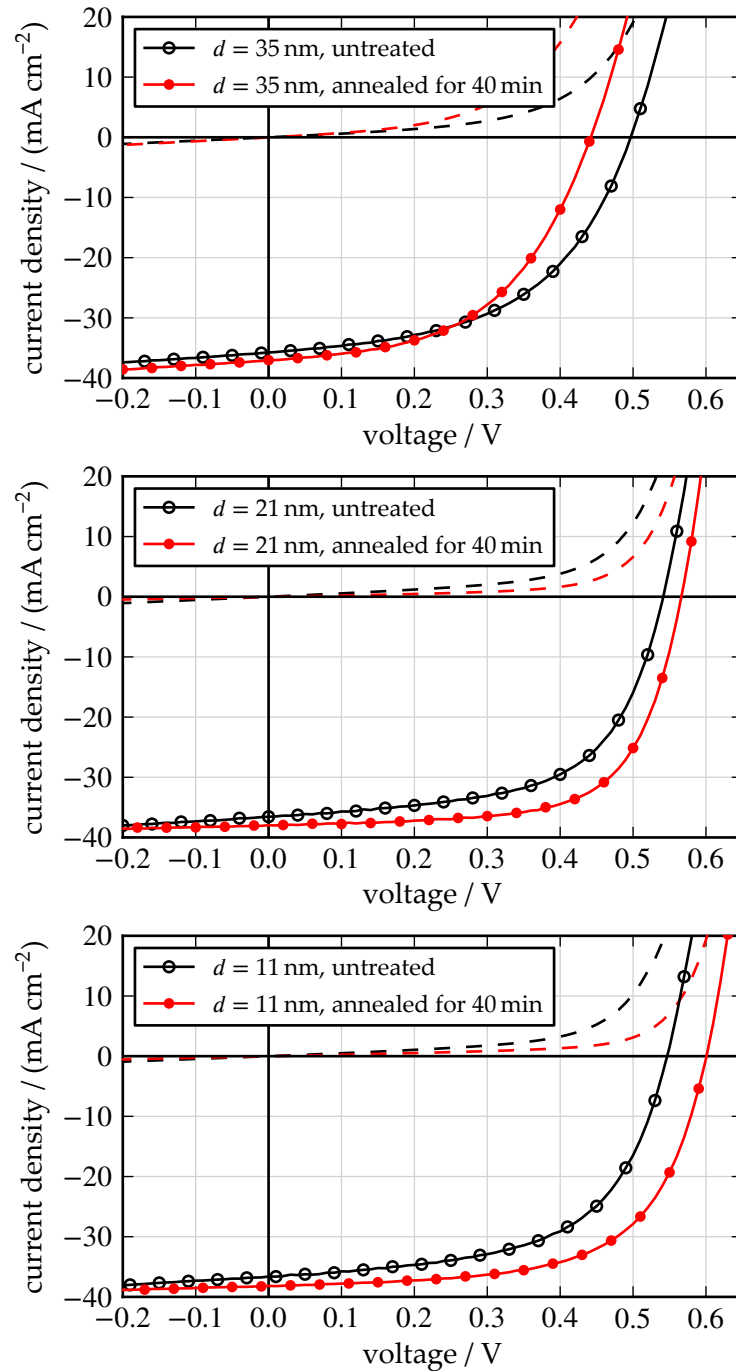 20
d = 35 nm, untreated
d = 35 nm, annealed for 40 min
10
0
−10
−20
−30
−40
current density / (mA cm⁻²)
−0.2 −0.1 0.0 0.1 0.2 0.3 0.4 0.5 0.6
voltage / V
20
d = 21 nm, untreated
d = 21 nm, annealed for 40 min
10
0
−10
−20
−30
−40
current density / (mA cm⁻²)
−0.2 −0.1 0.0 0.1 0.2 0.3 0.4 0.5 0.6
voltage / V
20
d = 11 nm, untreated
d = 11 nm, annealed for 40 min
10
0
−10
−20
−30
−40
current density / (mA cm⁻²)
−0.2 −0.1 0.0 0.1 0.2 0.3 0.4 0.5 0.6
voltage / V